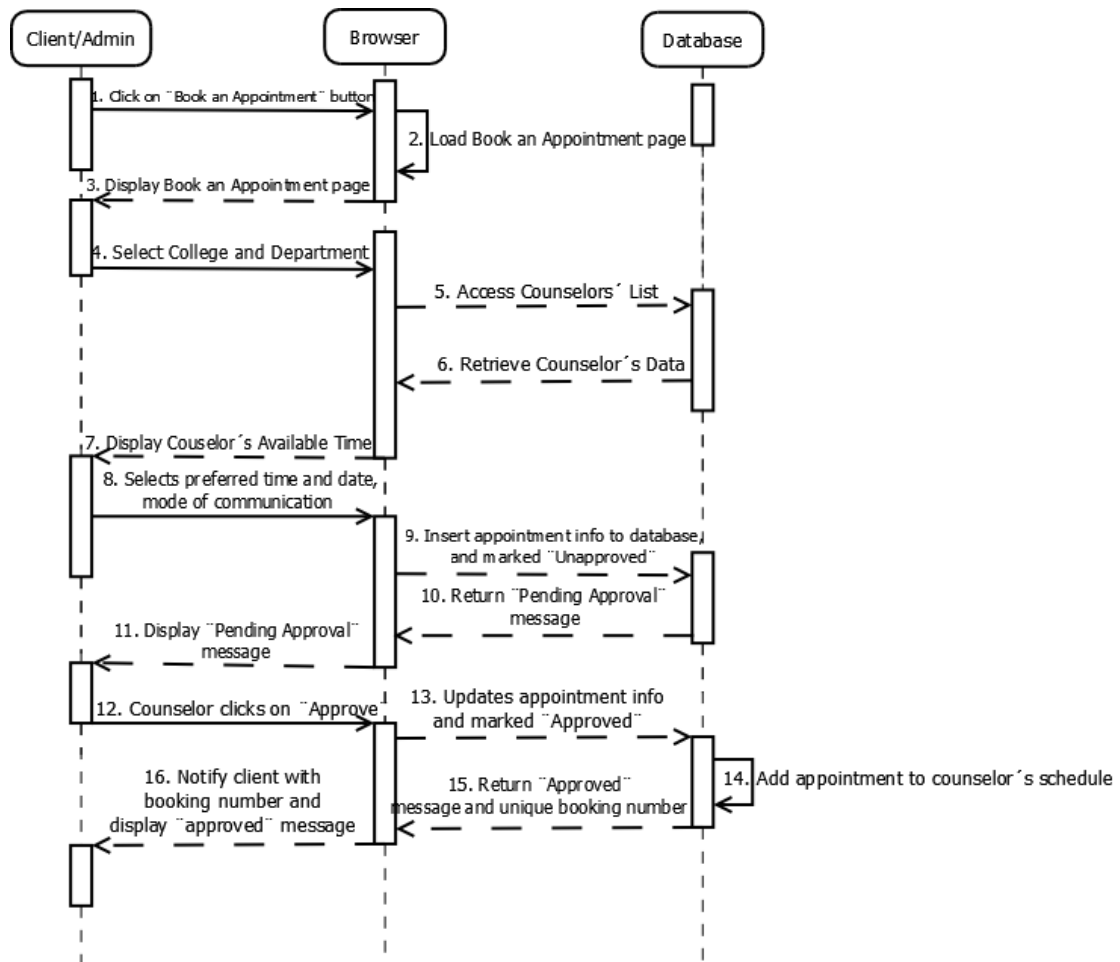 Client/Admin
Browser
Database
1. Click on ¨Book an Appointment¨ button
2. Load Book an Appointment page
3. Display Book an Appointment page
4. Select College and Department
5. Access Counselors´ List
6. Retrieve Counselor´s Data
7. Display Couselor´s Available Time
8. Selects preferred time and date,
mode of communication
9. Insert appointment info to database,
and marked ¨Unapproved¨
10. Return ¨Pending Approval¨
message
11. Display ¨Pending Approval¨
message
12. Counselor clicks on ¨Approve¨
13. Updates appointment info
and marked ¨Approved¨
14. Add appointment to counselor´s schedule
15. Return ¨Approved¨
message and unique booking number
16. Notify client with
booking number and
display ¨approved¨ message